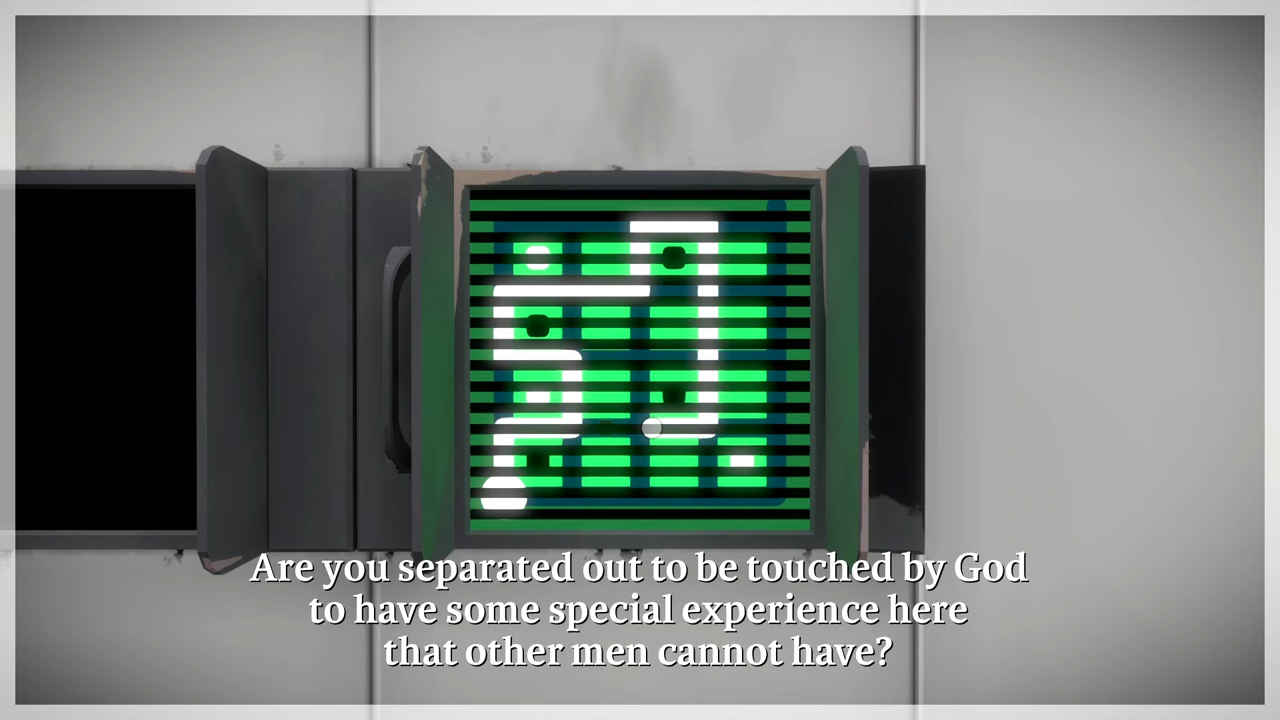 Are you separated out to be touched by God
to have some special experience here
that other men cannot have?